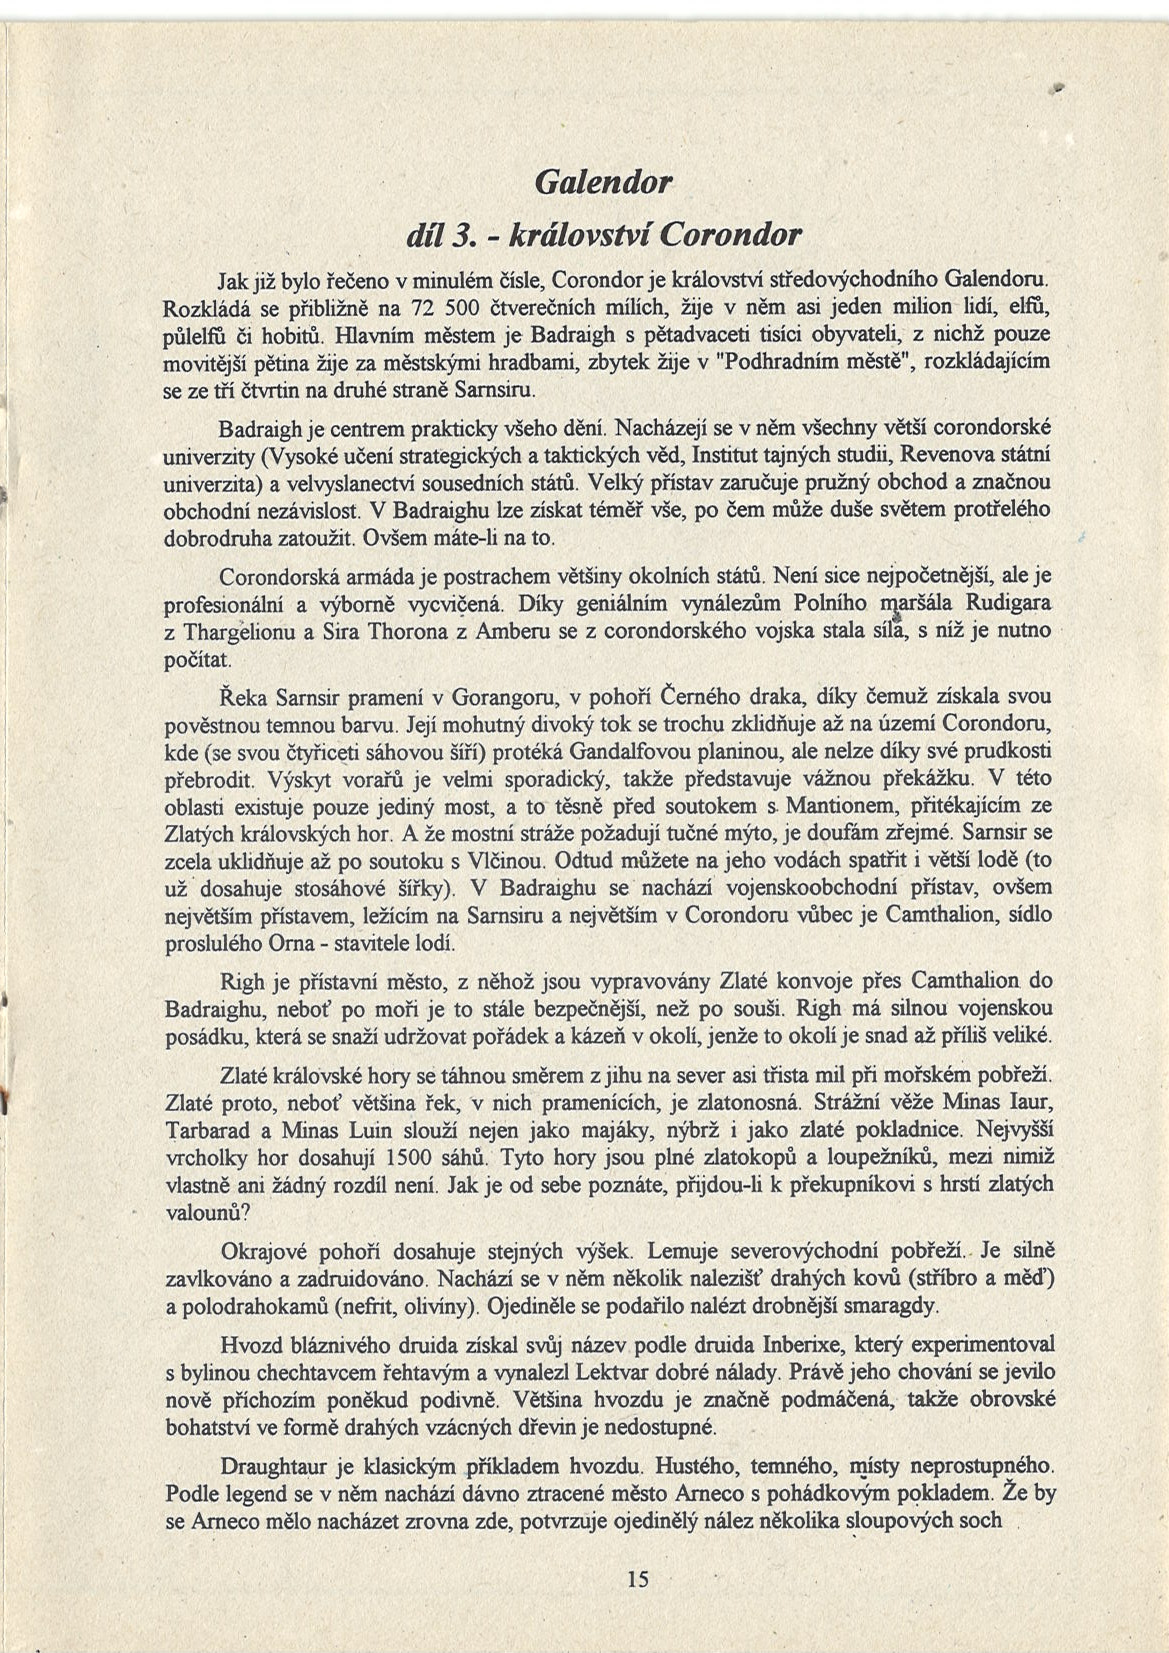 Galendor
díl 3. - království Corondor
Jak již bylo řečeno v minulém čísle, Corondor je království středovýchodního Galendoru.
Rozkládá se přibližně na 72 500 čtverečních mílích, žije v něm asi jeden milion lidí, elfů,
půlelfů či hobitů. Hlavním městem je Badraigh s pětadvaceti tisíci obyvateli, z nichž pouze
movitější pětina žije za městskými hradbami, zbytek žije v "Podhradním městě", rozkládajícím
se ze tří čtvrtin na druhé straně Sarnsiru.
Badraigh je centrem prakticky všeho dění. Nacházejí se v něm všechny větší corondorské
univerzity (Vysoké učení strategických a taktických věd, Institut tajných studii, Revenova státní
univerzita) a velvyslanectví sousedních států. Velký přístav zaručuje pružný obchod a značnou
obchodní nezávislost. V Badraighu lze získat téměř vše, po čem může duše světem protřelého
dobrodruha zatoužit. Ovšem máte-li na to.
Corondorská armáda je postrachem většiny okolních států. Není sice nejpočetnější, ale je
profesionální a výborně vycvičená. Díky geniálním vynálezům Polního maršála Rudigara
z Thargelionu a Sira Thorona z Amberu se z corondorského vojska stala síla, s níž je nutno
počítat.
Řeka Sarnsir pramení v Gorangoru, v pohoří Černého draka, díky čemuž získala svou
pověstnou temnou barvu. Její mohutný divoký tok se trochu zklidňuje až na území Corondoru,
kde (se svou čtyřiceti sáhovou šíří) protéká Gandalfovou planinou, ale nelze díky své prudkosti
přebrodit. Výskyt vorařů je velmi sporadický, takže představuje vážnou překážku. V této
oblasti existuje pouze jediný most, a to těsně před soutokem s Mantionem, přitékajícím ze
Zlatých královských hor. A že mostní stráže požadují tučné mýto, je doufám zřejmé. Sarnsir se
zcela uklidňuje až po soutoku s Vlčinou. Odtud můžete na jeho vodách spatřit i větší lodě (to
už dosahuje stosáhové šířky). V Badraighu se nachází vojenskoobchodní přístav, ovšem
největším přístavem, ležícím na Sarnsiru a největším v Corondoru vůbec je Camthalion, sídlo
proslulého Orna - stavitele lodí.
Righ je přístavní město, z něhož jsou vypravovány Zlaté konvoje přes Camthalion do
Badraighu, neboť po moři je to stále bezpečnější, než po souši. Righ má silnou vojenskou
posádku, která se snaží udržovat pořádek a kázeň v okolí, jenže to okolí je snad až příliš veliké.
Zlaté královské hory se táhnou směrem z jihu na sever asi třista mil při mořském pobřeží.
Zlaté proto, neboť většina řek, v nich pramenících, je zlatonosná. Strážní věže Minas Iaur,
Tarbarad a Minas Luin slouží nejen jako majáky, nýbrž i jako zlaté pokladnice. Nejvyšší
vrcholky hor dosahují 1500 sáhů. Tyto hory jsou plné zlatokopů a loupežníků, mezi nimiž
vlastně ani žádný rozdíl není. Jak je od sebe poznáte, přijdou-li k překupníkovi s hrstí zlatých
valounů?
Okrajové pohoří dosahuje stejných výšek. Lemuje severovýchodní pobřeží. Je silně
zavlkováno a zadruidováno. Nachází se v něm několik nalezišť drahých kovů (stříbro a měď)
a polodrahokamů (nefrit, olivíny). Ojediněle se podařilo nalézt drobnější smaragdy.
Hvozd bláznivého druida získal svůj název podle druida Inberixe, který experimentoval
s bylinou chechtavcem řehtavým a vynalezl Lektvar dobré nálady. Právě jeho chování se jevilo
nově příchozím poněkud podivně. Většina hvozdu je značně podmáčená, takže obrovské
bohatství ve formě drahých vzácných dřevin je nedostupné.
Draughtaur je klasickým příkladem hvozdu. Hustého, temného, místy neprostupného.
Podle legend se v něm nachází dávno ztracené město Arneco s pohádkovým pokladem. Že by
se Arneco mělo nacházet zrovna zde, potvrzuje ojedinělý nález několika sloupových soch
15